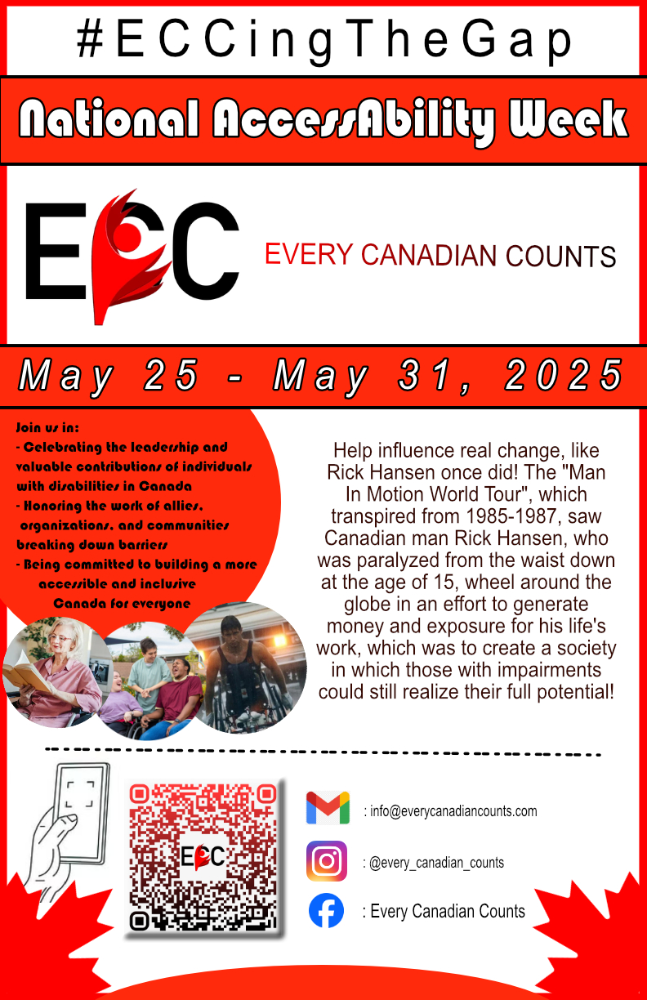 #ECCingTheGap
National AccessAbility Week
ECC
EVERY CANADIAN COUNTS
May 25 - May 31, 2025
Join us in:
- Celebrating the leadership and
valuable contributions of individuals
with disabilities in Canada
- Honoring the work of allies,
organizations, and communities
breaking down barriers
- Being committed to building a more
accessible and inclusive
Canada for everyone
Help influence real change, like
Rick Hansen once did! The "Man
In Motion World Tour", which
transpired from 1985-1987, saw
Canadian man Rick Hansen, who
was paralyzed from the waist down
at the age of 15, wheel around the
globe in an effort to generate
money and exposure for his life's
work, which was to create a society
in which those with impairments
could still realize their full potential!
ECC
: info@everycanadiancounts.com
: @every_canadian_counts
: Every Canadian Counts